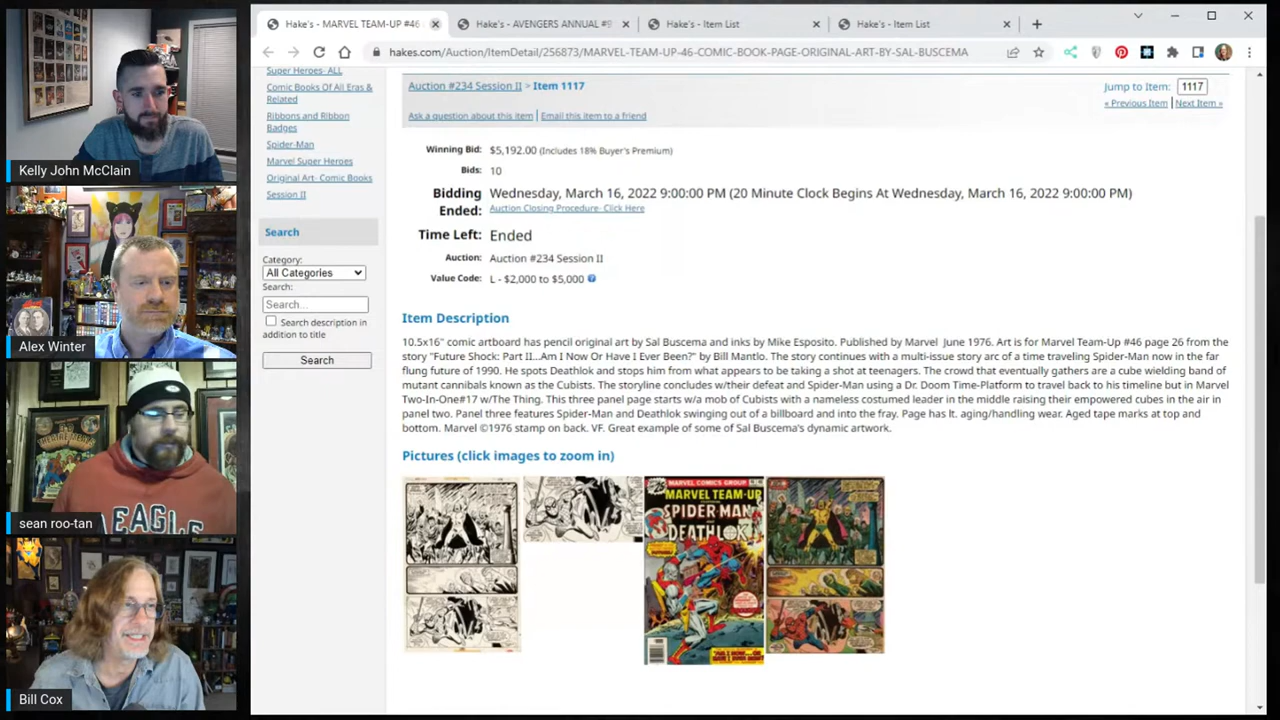 Hake's - MARVEL TEAM-UP #46
Hake's - AVENGERS ANNUAL #9
Hake's - Item List
Hake's - Item List
hakes.com/Auction/ItemDetail/256873/MARVEL-TEAM-UP-46-COMIC-BOOK-PAGE-ORIGINAL-ART-BY-SAL-BUSCEMA
Super Heroes- ALL
Comic Books Of All Eras &
Related
Ribbons and Ribbon
Badges
Spider-Man
Marvel Super Heroes
Original Art- Comic Books
Session II
Search
Category:
All Categories
Search:
Search...
Search description in
addition to title
Search
Auction #234 Session II > Item 1117
Jump to Item: 1117
Ask a question about this item | Email this item to a friend
« Previous Item | Next Item »
Winning Bid: $5,192.00 (Includes 18% Buyer's Premium)
Bids: 10
Bidding Wednesday, March 16, 2022 9:00:00 PM (20 Minute Clock Begins At Wednesday, March 16, 2022 9:00:00 PM)
Ended: Auction Closing Procedure- Click Here
Time Left: Ended
Auction: Auction #234 Session II
Value Code: L - $2,000 to $5,000
Item Description
10.5x16" comic artboard has pencil original art by Sal Buscema and inks by Mike Esposito. Published by Marvel June 1976. Art is for Marvel Team-Up #46 page 26 from the
story "Future Shock: Part II...Am I Now Or Have I Ever Been?" by Bill Mantlo. The story continues with a multi-issue story arc of a time traveling Spider-Man now in the far
flung future of 1990. He spots Deathlok and stops him from what appears to be taking a shot at teenagers. The crowd that eventually gathers are a cube wielding band of
mutant cannibals known as the Cubists. The storyline concludes w/their defeat and Spider-Man using a Dr. Doom Time-Platform to travel back to his timeline but in Marvel
Two-In-One#17 w/The Thing. This three panel page starts w/a mob of Cubists with a nameless costumed leader in the middle raising their empowered cubes in the air in
panel two. Panel three features Spider-Man and Deathlok swinging out of a billboard and into the fray. Page has lt. aging/handling wear. Aged tape marks at top and
bottom. Marvel ©1976 stamp on back. VF. Great example of some of Sal Buscema's dynamic artwork.
Pictures (click images to zoom in)
MARVEL COMICS GROUP
MARVEL TEAM-UP
SPIDER-MAN
AND
DEATHLOK
Kelly John McClain
Alex Winter
EAGLE
sean roo-tan
Bill Cox